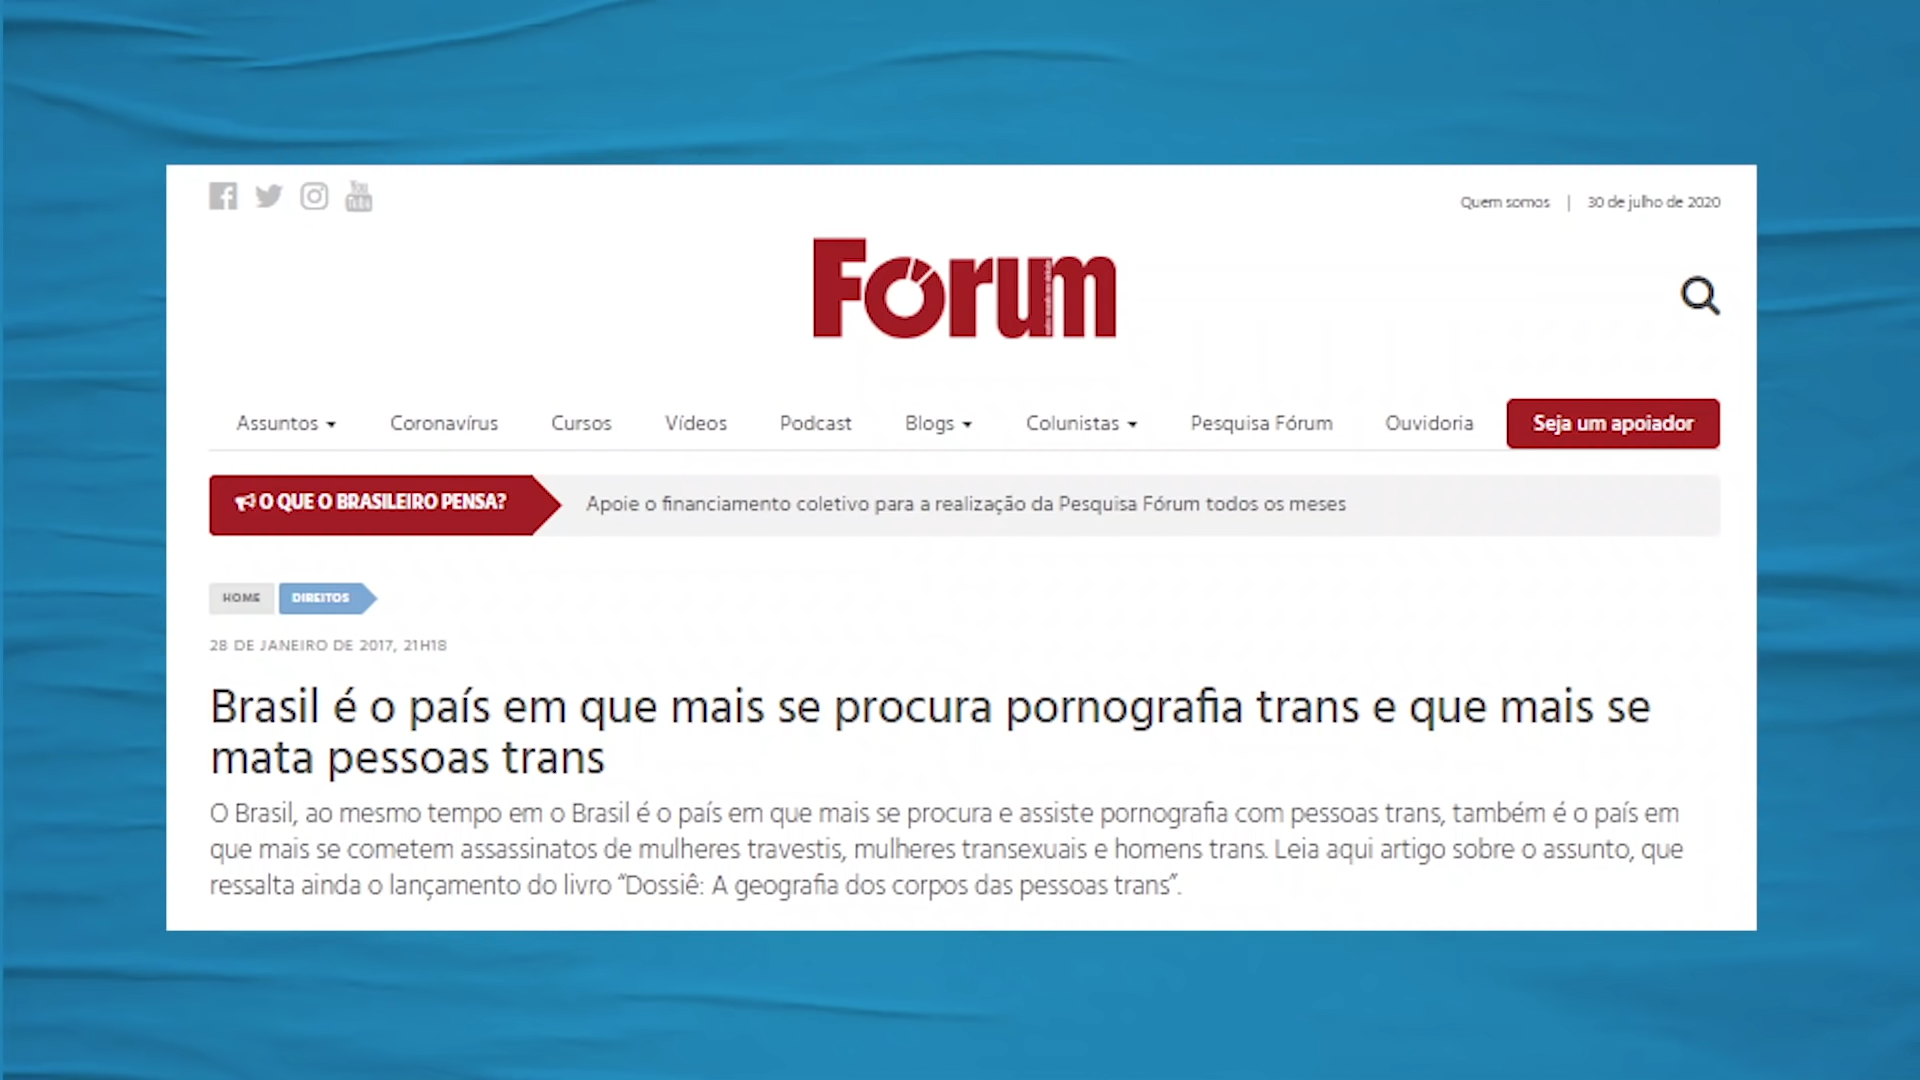 You
Tube
Quem somos | 30 de julho de 2020
Fórum
Assuntos Coronavírus Cursos Vídeos Podcast Blogs Colunistas Pesquisa Fórum Ouvidoria Seja um apoiador
O QUE O BRASILEIRO PENSA? Apoie o financiamento coletivo para a realização da Pesquisa Fórum todos os meses
HOME DIREITOS
28 DE JANEIRO DE 2017, 21H18
Brasil é o país em que mais se procura pornografia trans e que mais se
mata pessoas trans
O Brasil, ao mesmo tempo em o Brasil é o país em que mais se procura e assiste pornografia com pessoas trans, também é o país em
que mais se cometem assassinatos de mulheres travestis, mulheres transexuais e homens trans. Leia aqui artigo sobre o assunto, que
ressalta ainda o lançamento do livro “Dossiê: A geografia dos corpos das pessoas trans”.